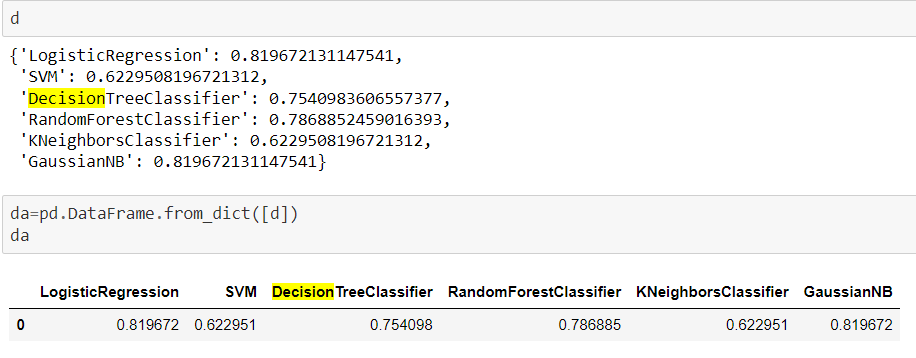 d
{'LogisticRegression': 0.819672131147541,
'SVM': 0.6229508196721312,
'DecisionTreeClassifier': 0.7540983606557377,
'RandomForestClassifier': 0.7868852459016393,
'KNeighborsClassifier': 0.6229508196721312,
'GaussianNB': 0.819672131147541}
da=pd.DataFrame.from_dict([d])
da
LogisticRegression SVM DecisionTreeClassifier RandomForestClassifier KNeighborsClassifier GaussianNB
0 0.819672 0.622951 0.754098 0.786885 0.622951 0.819672